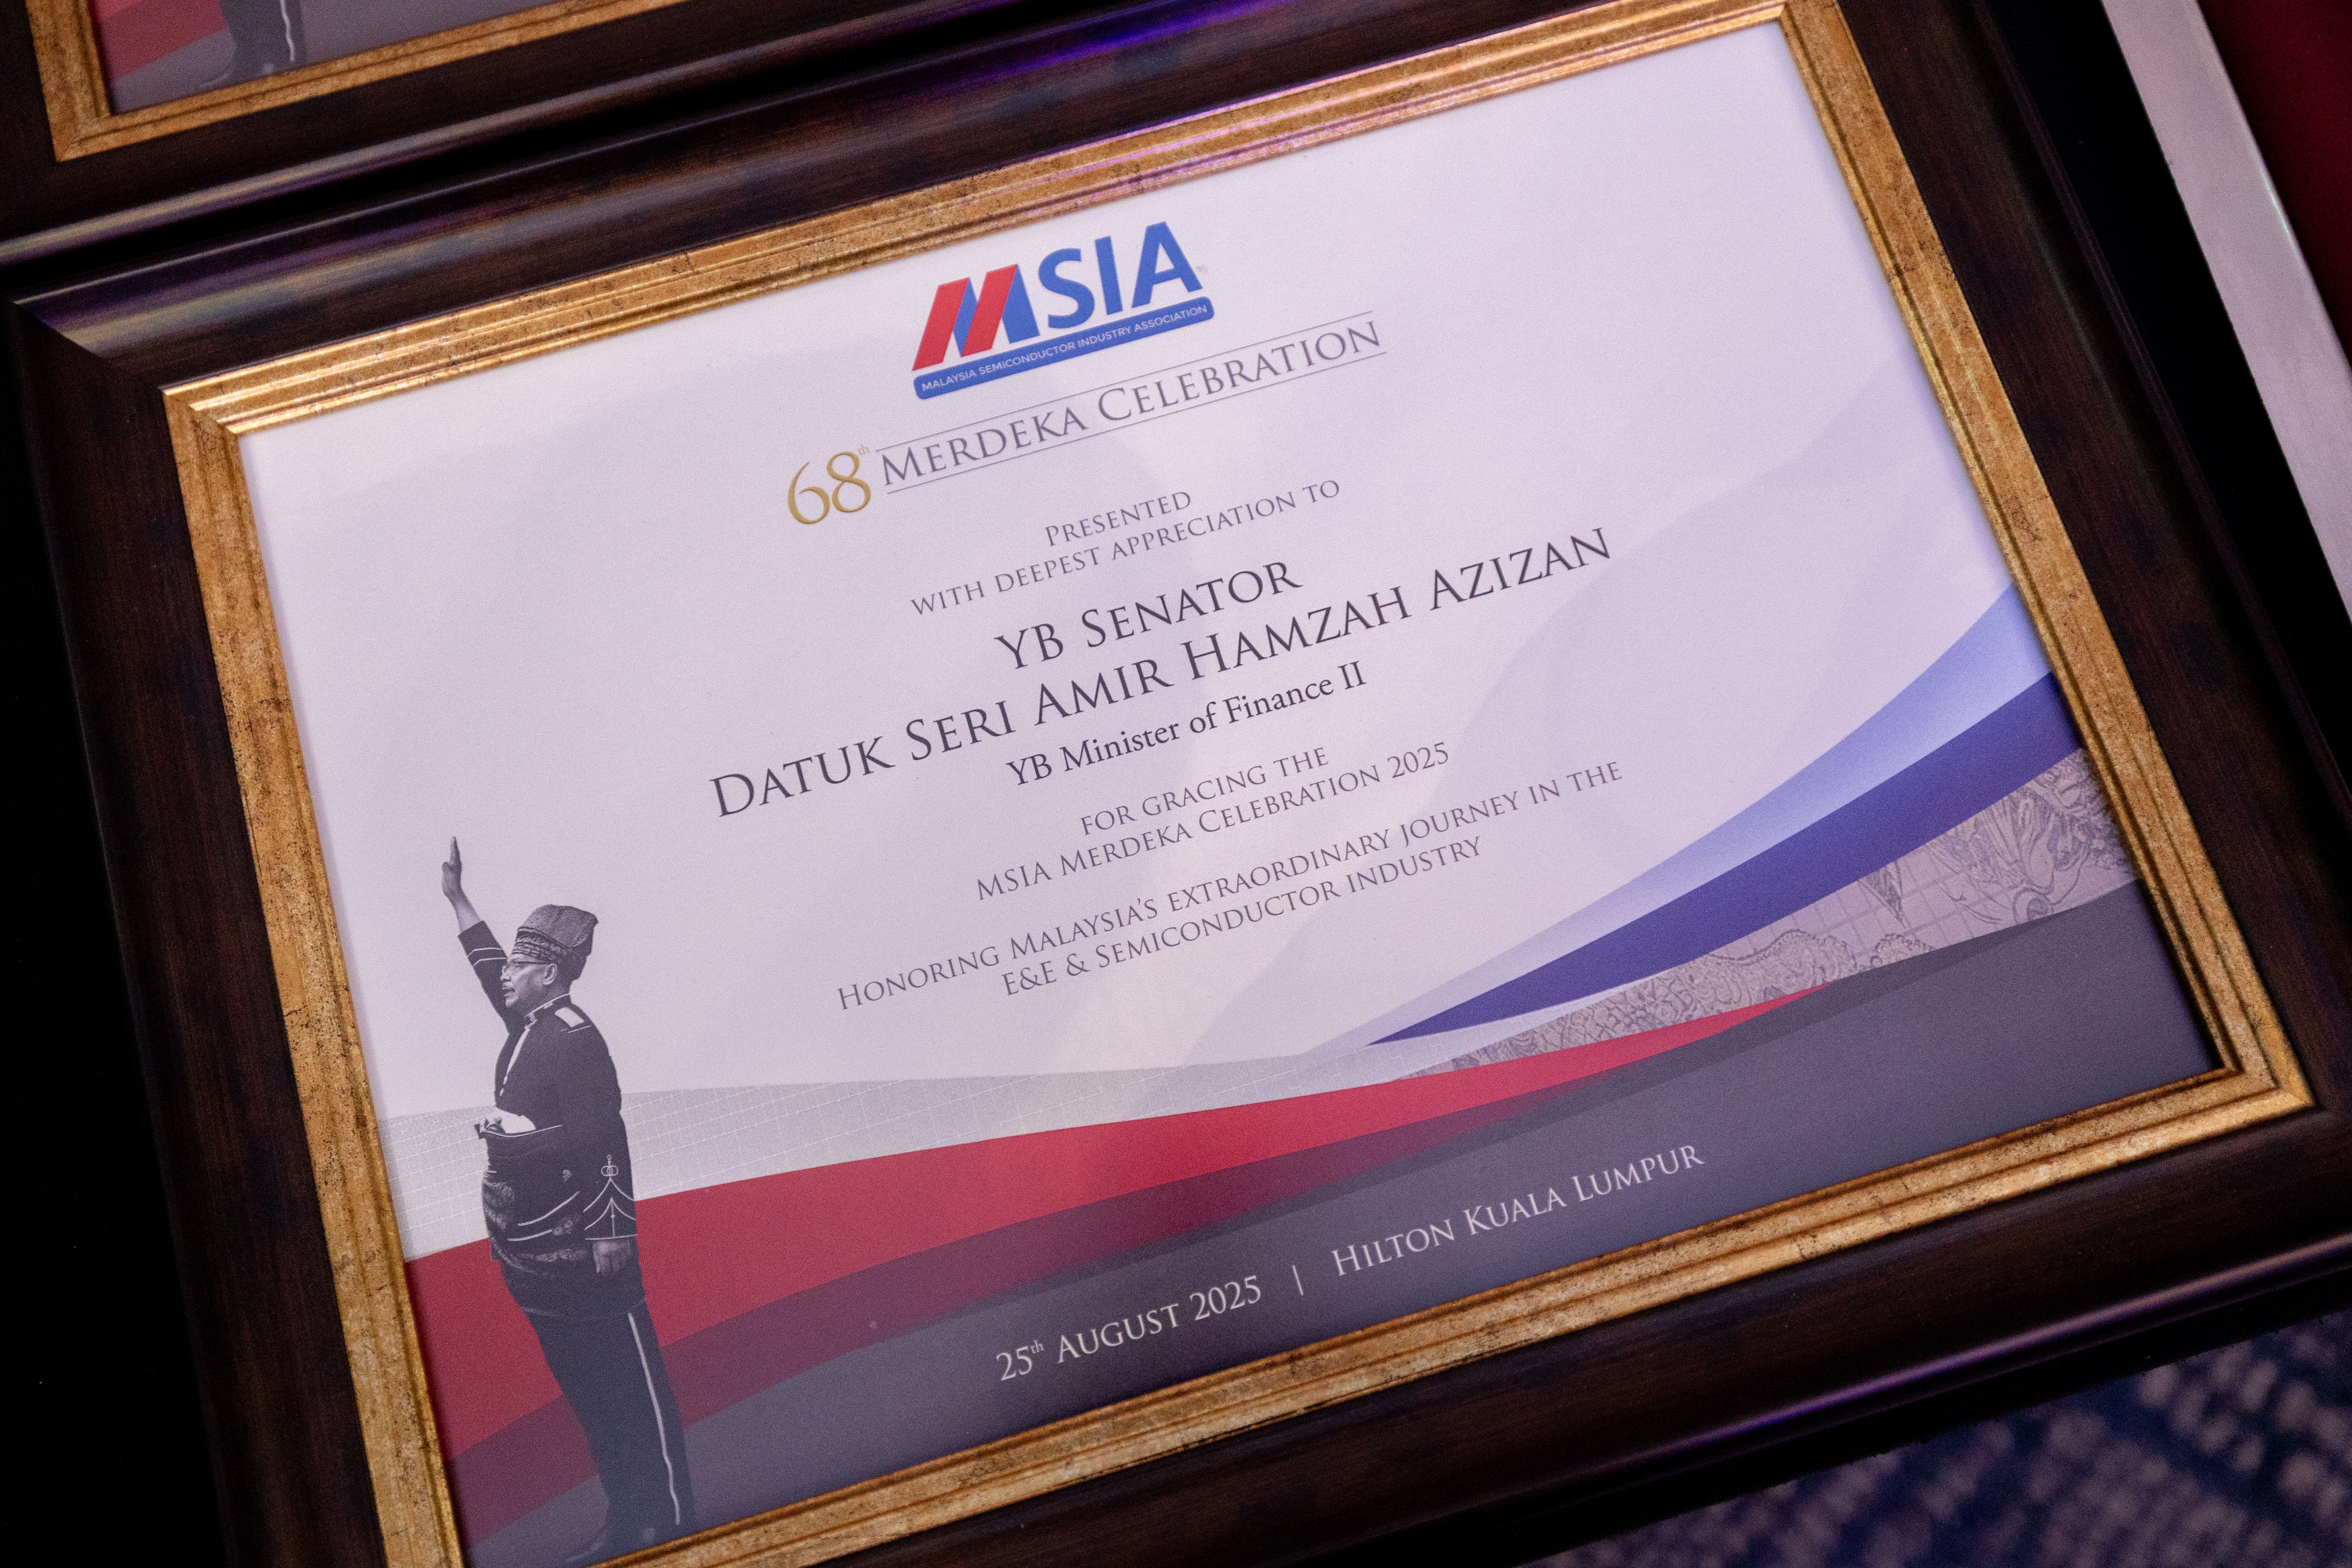 MSIA
MALAYSIA SEMICONDUCTOR INDUSTRY ASSOCIATION
68th MERDEKA CELEBRATION
PRESENTED
WITH DEEPEST APPRECIATION TO
YB SENATOR
DATUK SERI AMIR HAMZAH AZIZAN
YB Minister of Finance II
FOR GRACING THE
MSIA MERDEKA CELEBRATION 2025
HONORING MALAYSIA'S EXTRAORDINARY JOURNEY IN THE
E&E & SEMICONDUCTOR INDUSTRY
25th AUGUST 2025 | HILTON KUALA LUMPUR